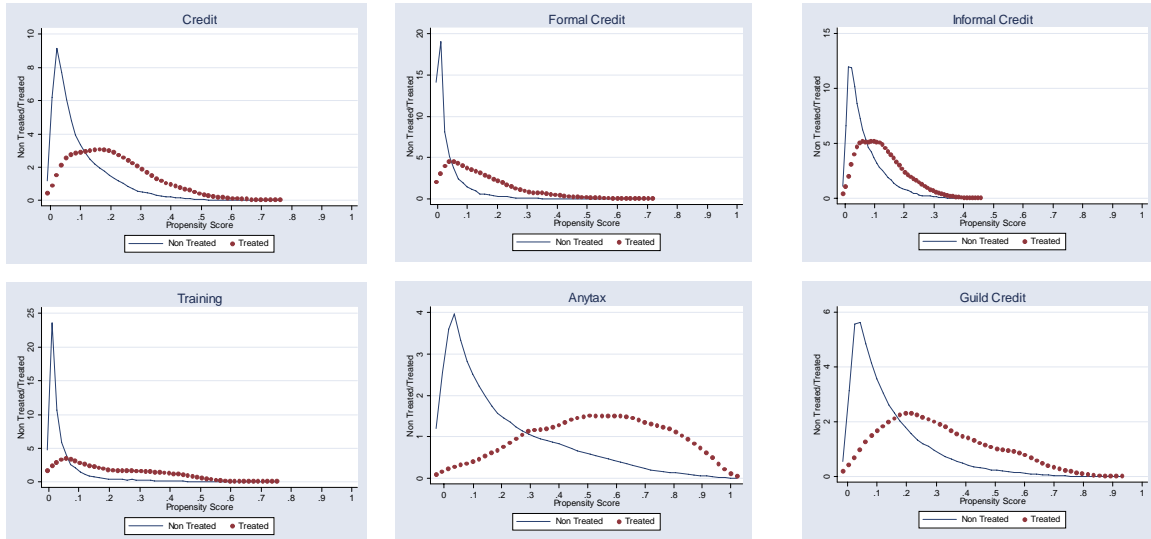 Credit
Non Treated/Treated
10
8
6
4
2
0
0 .1 .2 .3 .4 .5 .6 .7 .8 .9 1
Propensity Score
Non Treated Treated
Formal Credit
Non Treated/Treated
20
15
10
5
0
0 .1 .2 .3 .4 .5 .6 .7 .8 .9 1
Propensity Score
Non Treated Treated
Informal Credit
Non Treated/Treated
15
10
5
0
0 .1 .2 .3 .4 .5 .6 .7 .8 .9 1
Propensity Score
Non Treated Treated
Training
Non Treated/Treated
25
20
15
10
5
0
0 .1 .2 .3 .4 .5 .6 .7 .8 .9 1
Propensity Score
Non Treated Treated
Anytax
Non Treated/Treated
4
3
2
1
0
0 .1 .2 .3 .4 .5 .6 .7 .8 .9 1
Propensity Score
Non Treated Treated
Guild Credit
Non Treated/Treated
6
4
2
0
0 .1 .2 .3 .4 .5 .6 .7 .8 .9 1
Propensity Score
Non Treated Treated